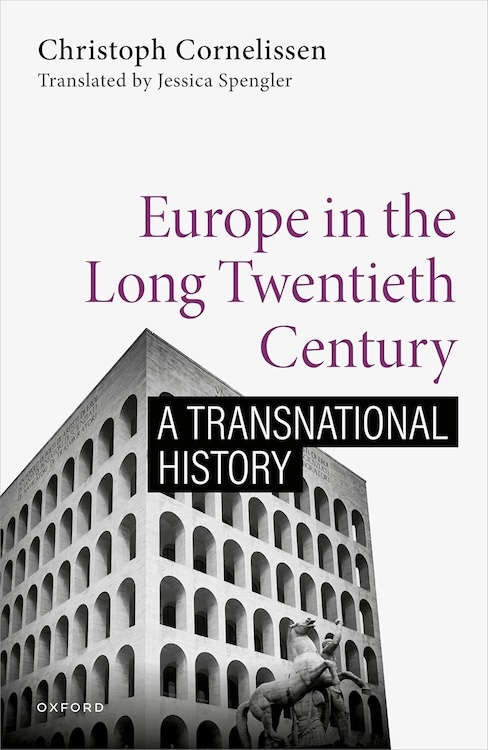 Christoph Cornelissen
Translated by Jessica Spengler
Europe in the
Long Twentieth
Century
A TRANSNATIONAL
HISTORY
OXFORD